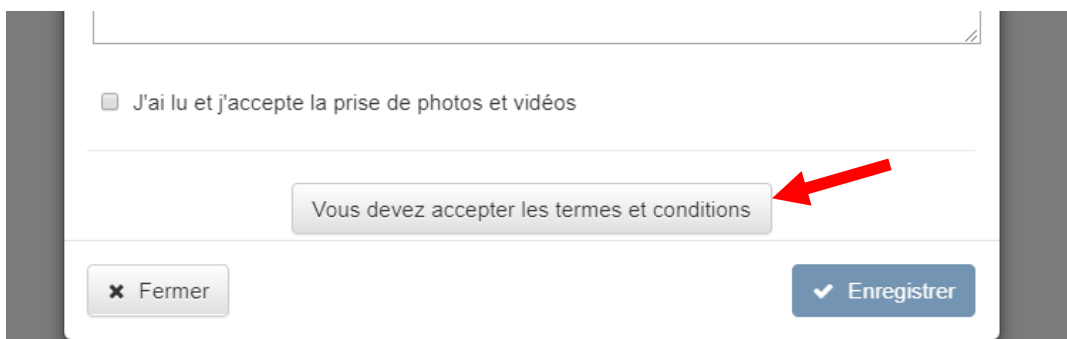 J'ai lu et j'accepte la prise de photos et vidéos
Vous devez accepter les termes et conditions
Fermer
Enregistrer